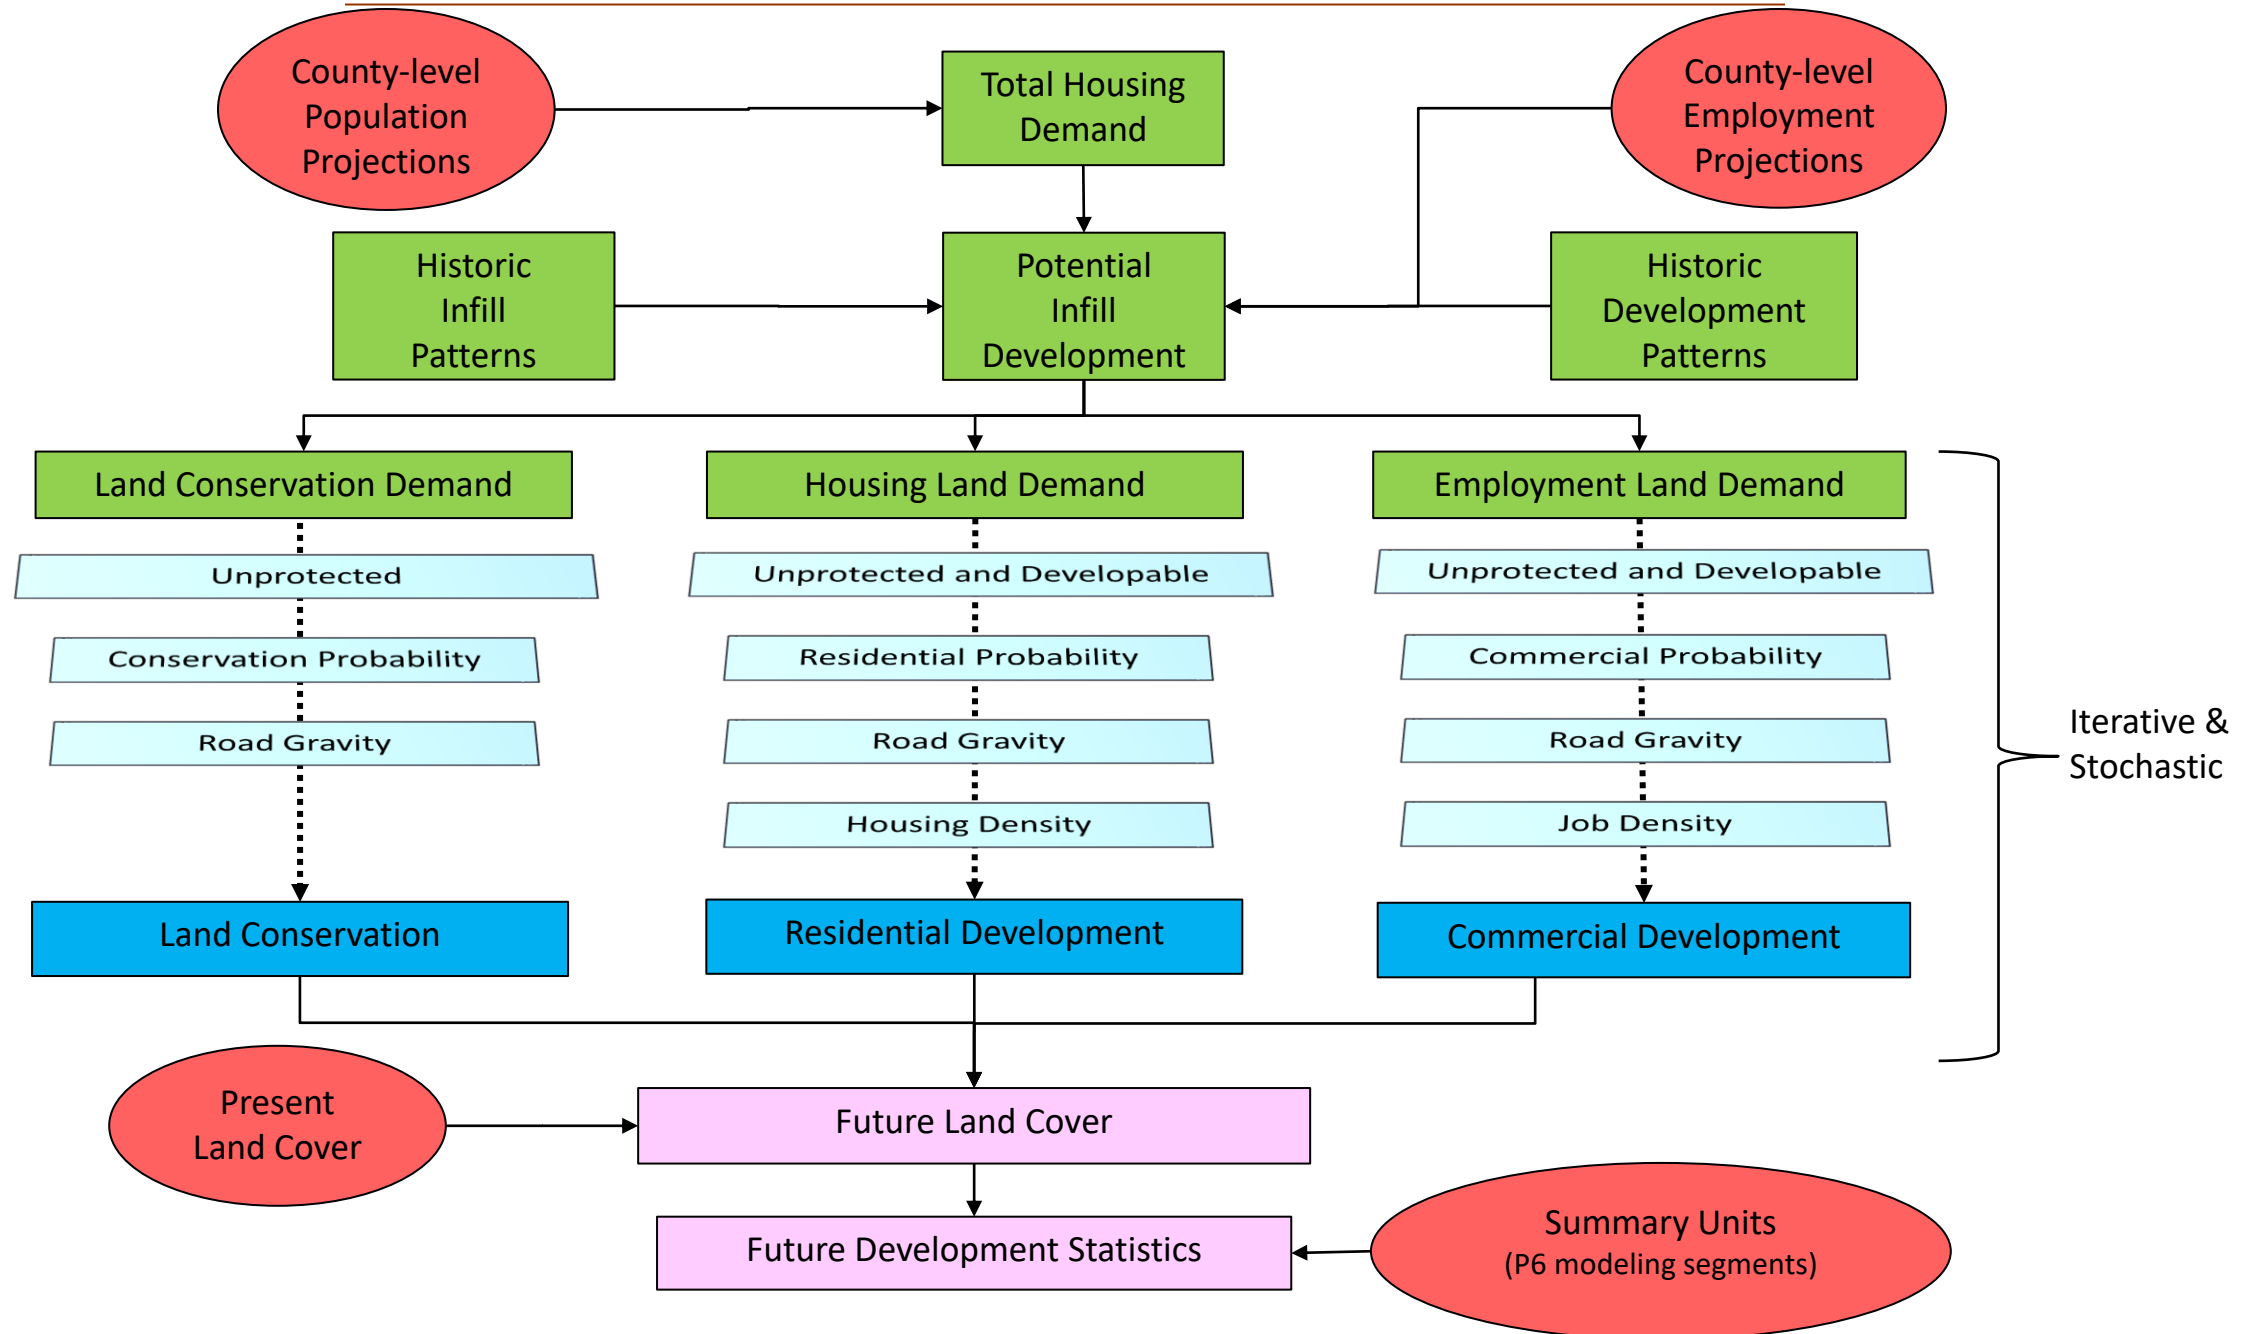 County-level
Population
Projections
Total Housing
Demand
County-level
Employment
Projections
Historic
Infill
Patterns
Potential
Infill
Development
Historic
Development
Patterns
Land Conservation Demand
Housing Land Demand
Employment Land Demand
Unprotected
Unprotected and Developable
Unprotected and Developable
Conservation Probability
Residential Probability
Commercial Probability
Road Gravity
Road Gravity
Road Gravity
Housing Density
Job Density
Iterative &
Stochastic
Land Conservation
Residential Development
Commercial Development
Present
Land Cover
Future Land Cover
Future Development Statistics
Summary Units
(P6 modeling segments)